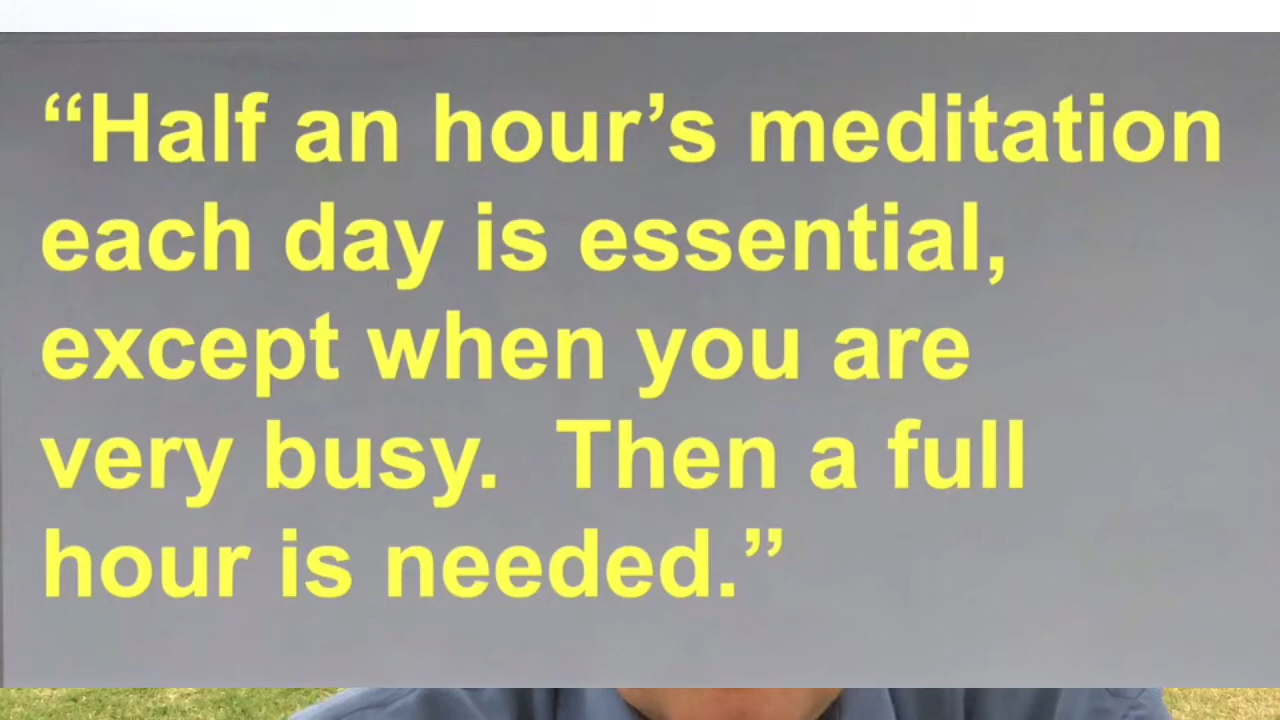 “Half an hour’s meditation
each day is essential,
except when you are
very busy.  Then a full
hour is needed.”